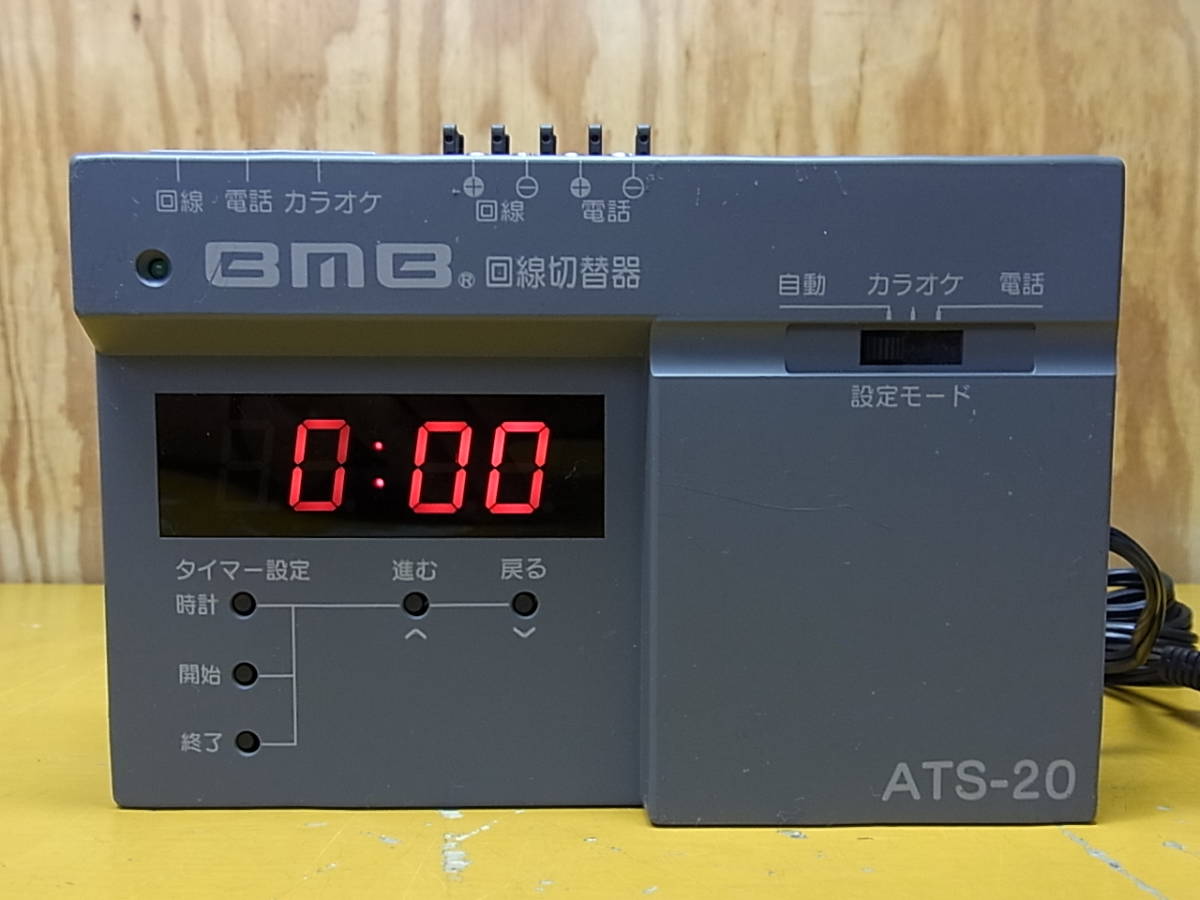 回線 電話 カラオケ
⊕ ⊖ ⊕ ⊖
回線 電話
BMB® 回線切替器
自動 カラオケ 電話
設定モード
0:00
タイマー設定 進む 戻る
時計
開始
終了
ATS-20